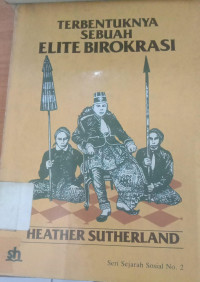 TERBENTUKNYA
SEBUAH
ELITE BIROKRASI
HEATHER SUTHERLAND
Seri Sejarah Sosial No. 2
sh